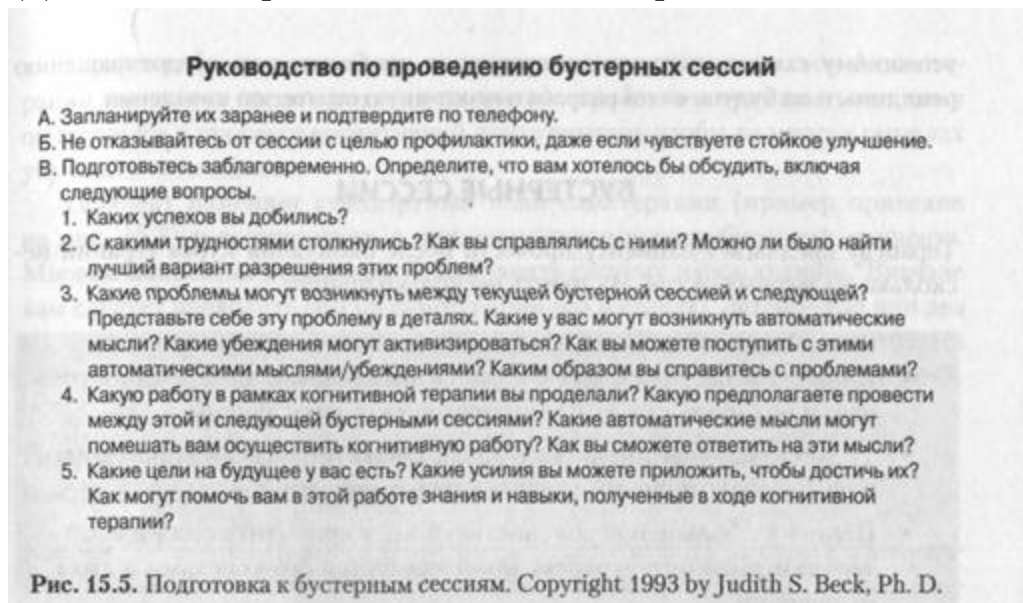 Руководство по проведению бустерных сессий
А. Запланируйте их заранее и подтвердите по телефону.
Б. Не отказывайтесь от сессии с целью профилактики, даже если чувствуете стойкое улучшение.
В. Подготовьтесь заблаговременно. Определите, что вам хотелось бы обсудить, включая
следующие вопросы.
1. Каких успехов вы добились?
2. С какими трудностями столкнулись? Как вы справлялись с ними? Можно ли было найти
лучший вариант разрешения этих проблем?
3. Какие проблемы могут возникнуть между текущей бустерной сессией и следующей?
Представьте себе эту проблему в деталях. Какие у вас могут возникнуть автоматические
мысли? Какие убеждения могут активизироваться? Как вы можете поступить с этими
автоматическими мыслями/убеждениями? Каким образом вы справитесь с проблемами?
4. Какую работу в рамках когнитивной терапии вы проделали? Какую предполагаете провести
между этой и следующей бустерными сессиями? Какие автоматические мысли могут
помешать вам осуществить когнитивную работу? Как вы сможете ответить на эти мысли?
5. Какие цели на будущее у вас есть? Какие усилия вы можете приложить, чтобы достичь их?
Как могут помочь вам в этой работе знания и навыки, полученные в ходе когнитивной
терапии?
Рис. 15.5. Подготовка к бустерным сессиям. Copyright 1993 by Judith S. Beck, Ph. D.